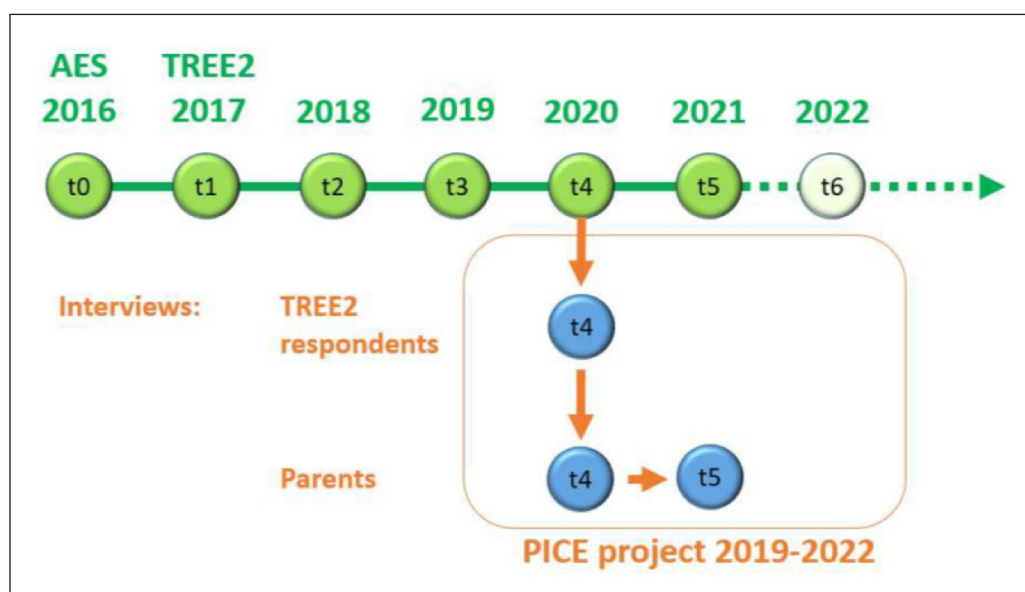 AES TREE2
2016 2017 2018 2019 2020 2021 2022
t0 t1 t2 t3 t4 t5 t6
Interviews: TREE2
respondents
t4
Parents
t4 t5
PICE project 2019-2022